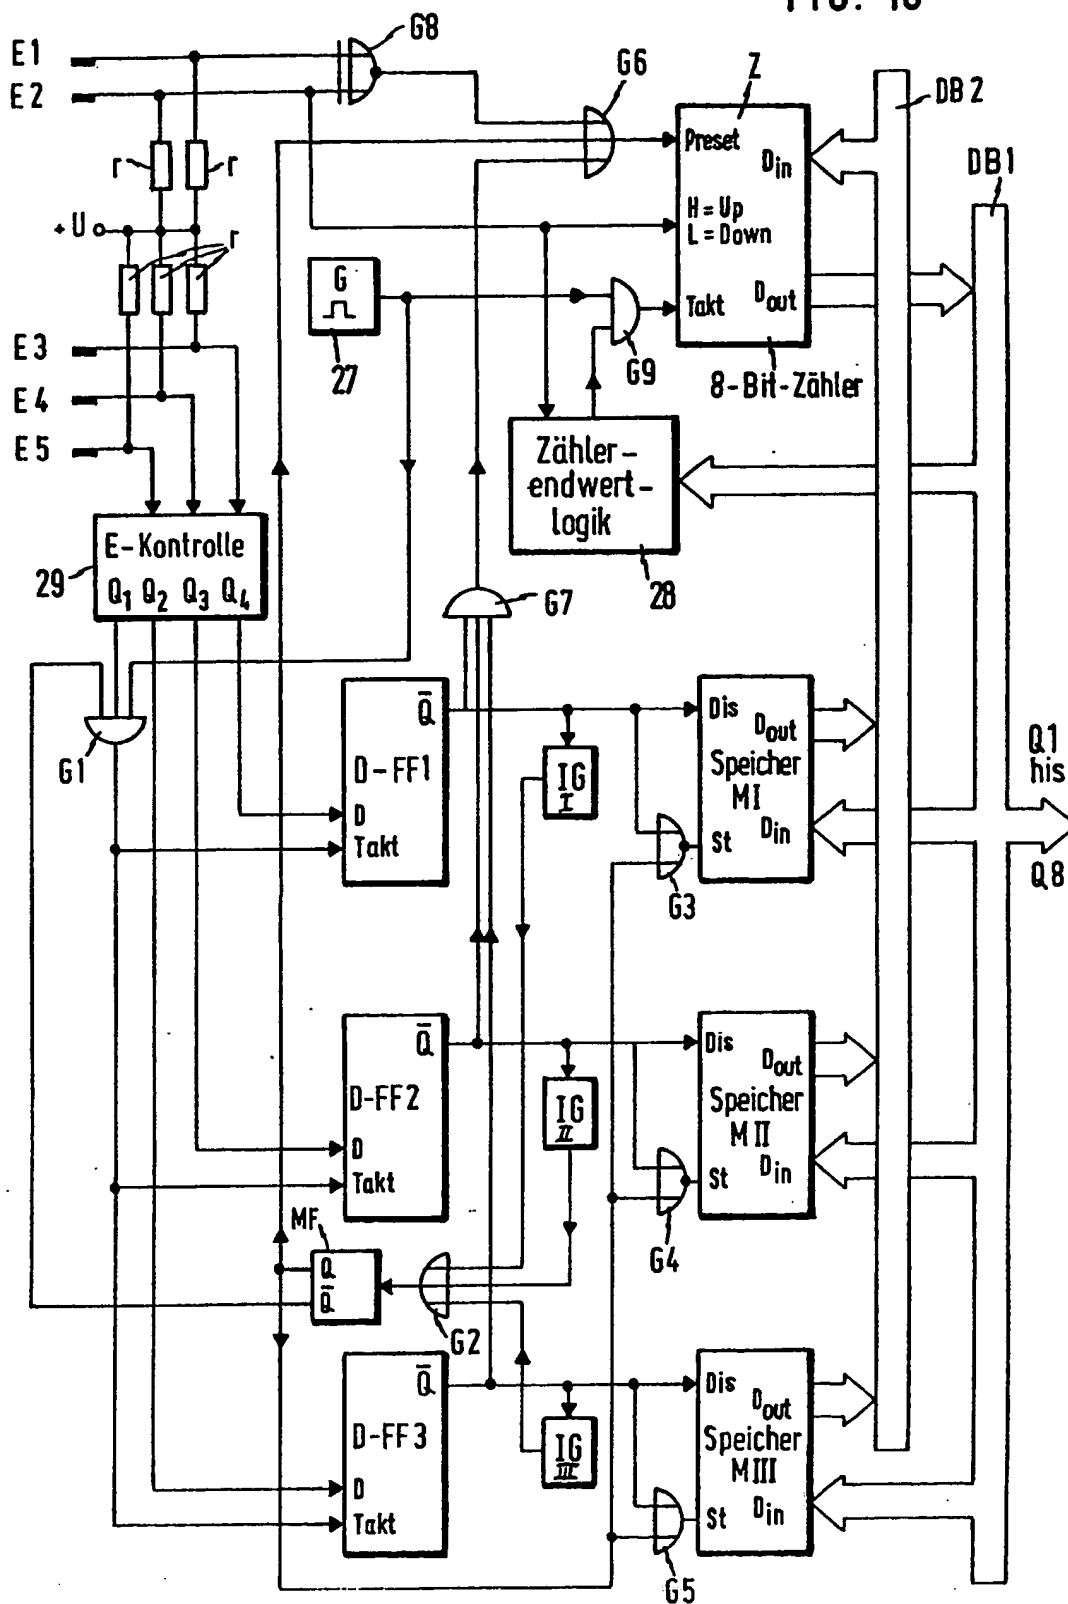 E1
E2
r
r
+U
r
E3
E4
E5
G8
G6
Z
Preset
Din
H=Up
L=Down
Takt
Dout
8-Bit-Zähler
DB2
DB1
G
27
G9
Zähler-
endwert-
logik
28
E-Kontrolle
Q1 Q2 Q3 Q4
29
G7
G1
Q̅
D-FF1
D
Takt
IG
I
Dis
Dout
Speicher
MI
Din
St
G3
Q1
his
Q8
Q̅
D-FF2
D
Takt
IG
II
Dis
Dout
Speicher
MII
Din
St
G4
MF
Q
Q̅
G2
Q̅
D-FF3
D
Takt
IG
III
Dis
Dout
Speicher
MIII
Din
St
G5